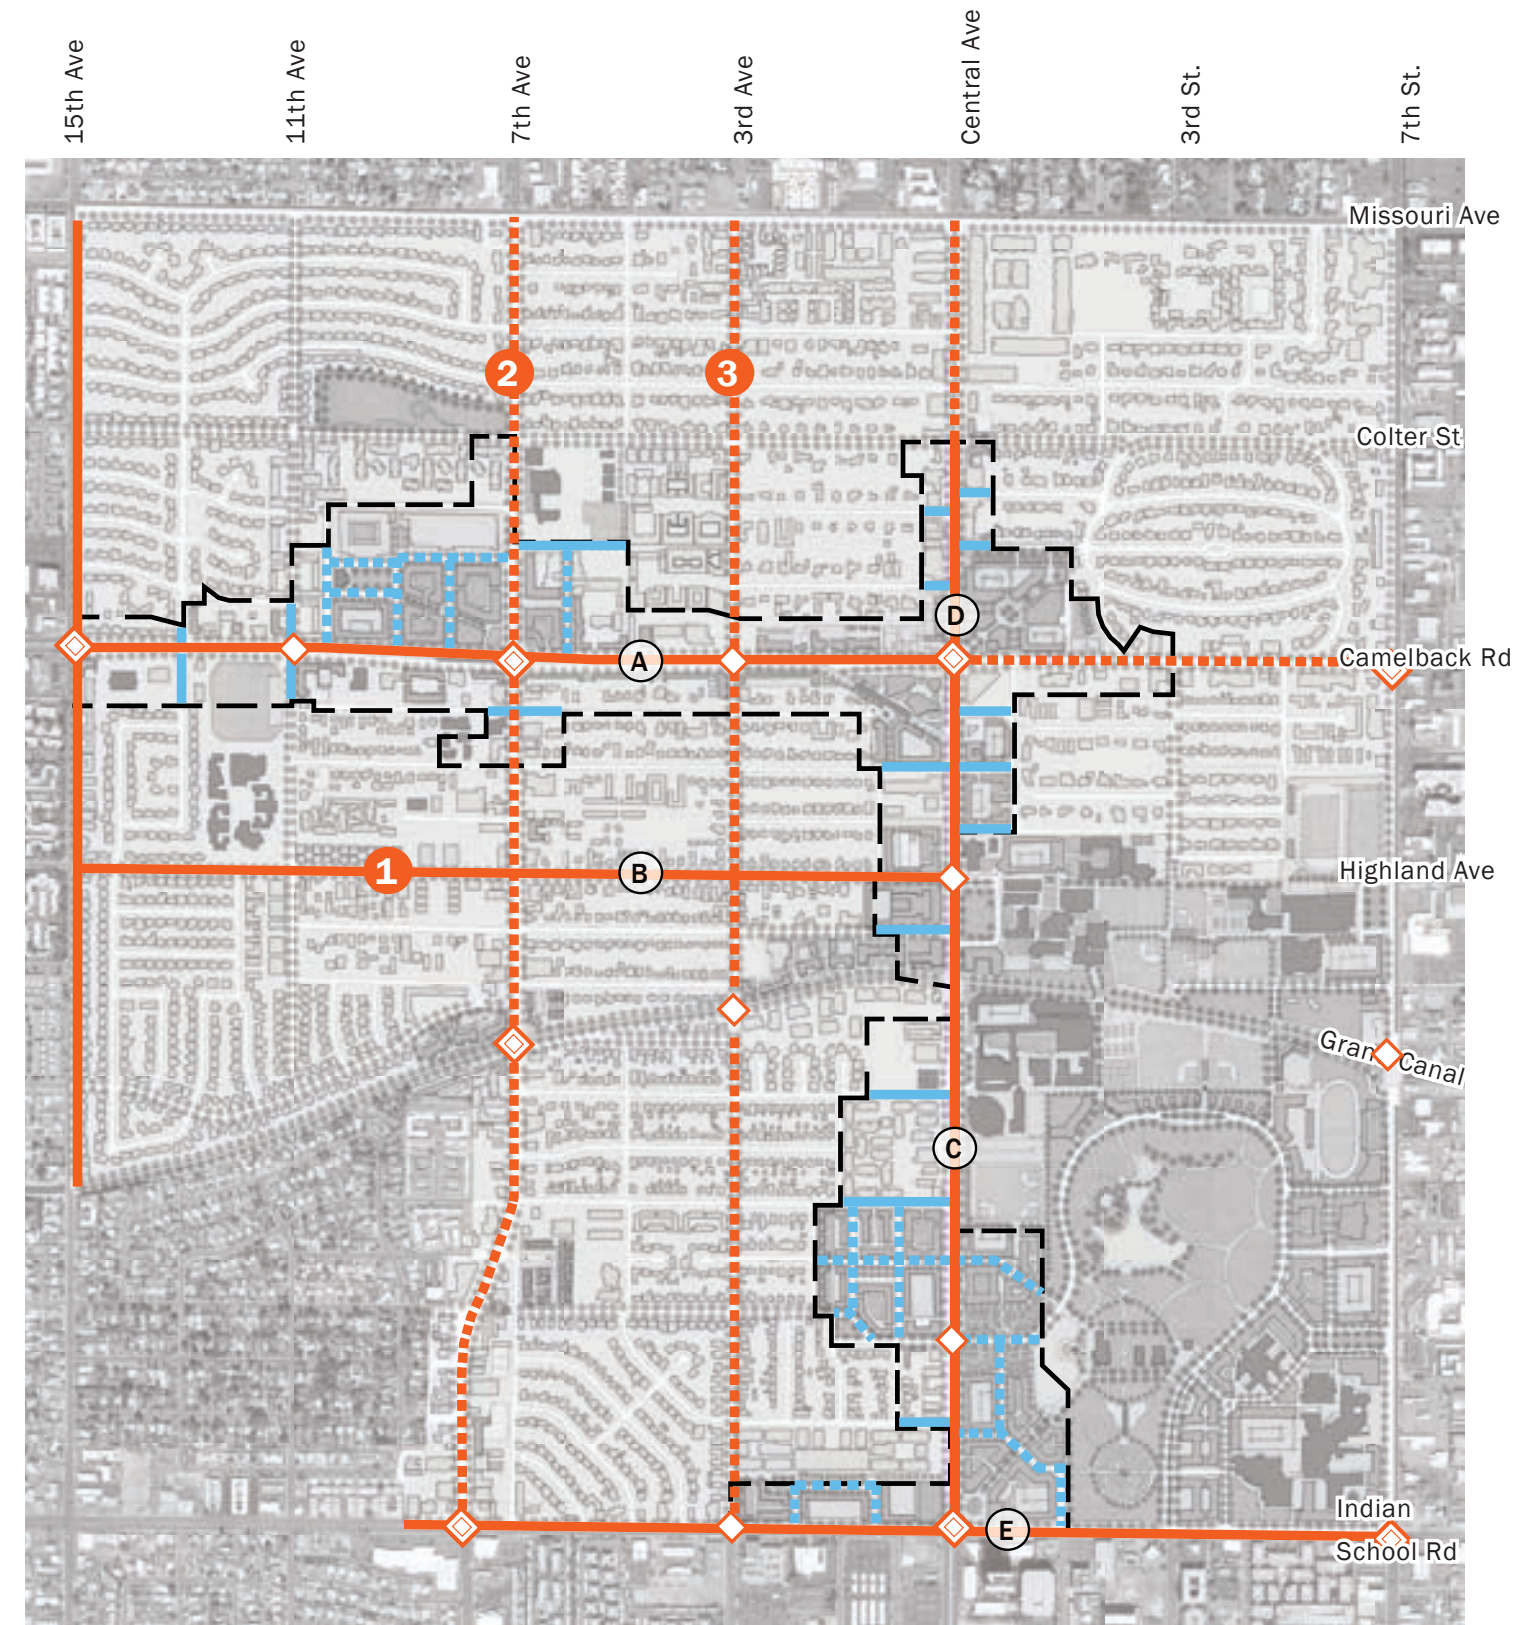 15th Ave
11th Ave
7th Ave
3rd Ave
Central Ave
3rd St.
7th St.
Missouri Ave
2
3
Colter St
D
A
Camelback Rd
1
B
Highland Ave
Gran Canal
C
Indian
School Rd
E